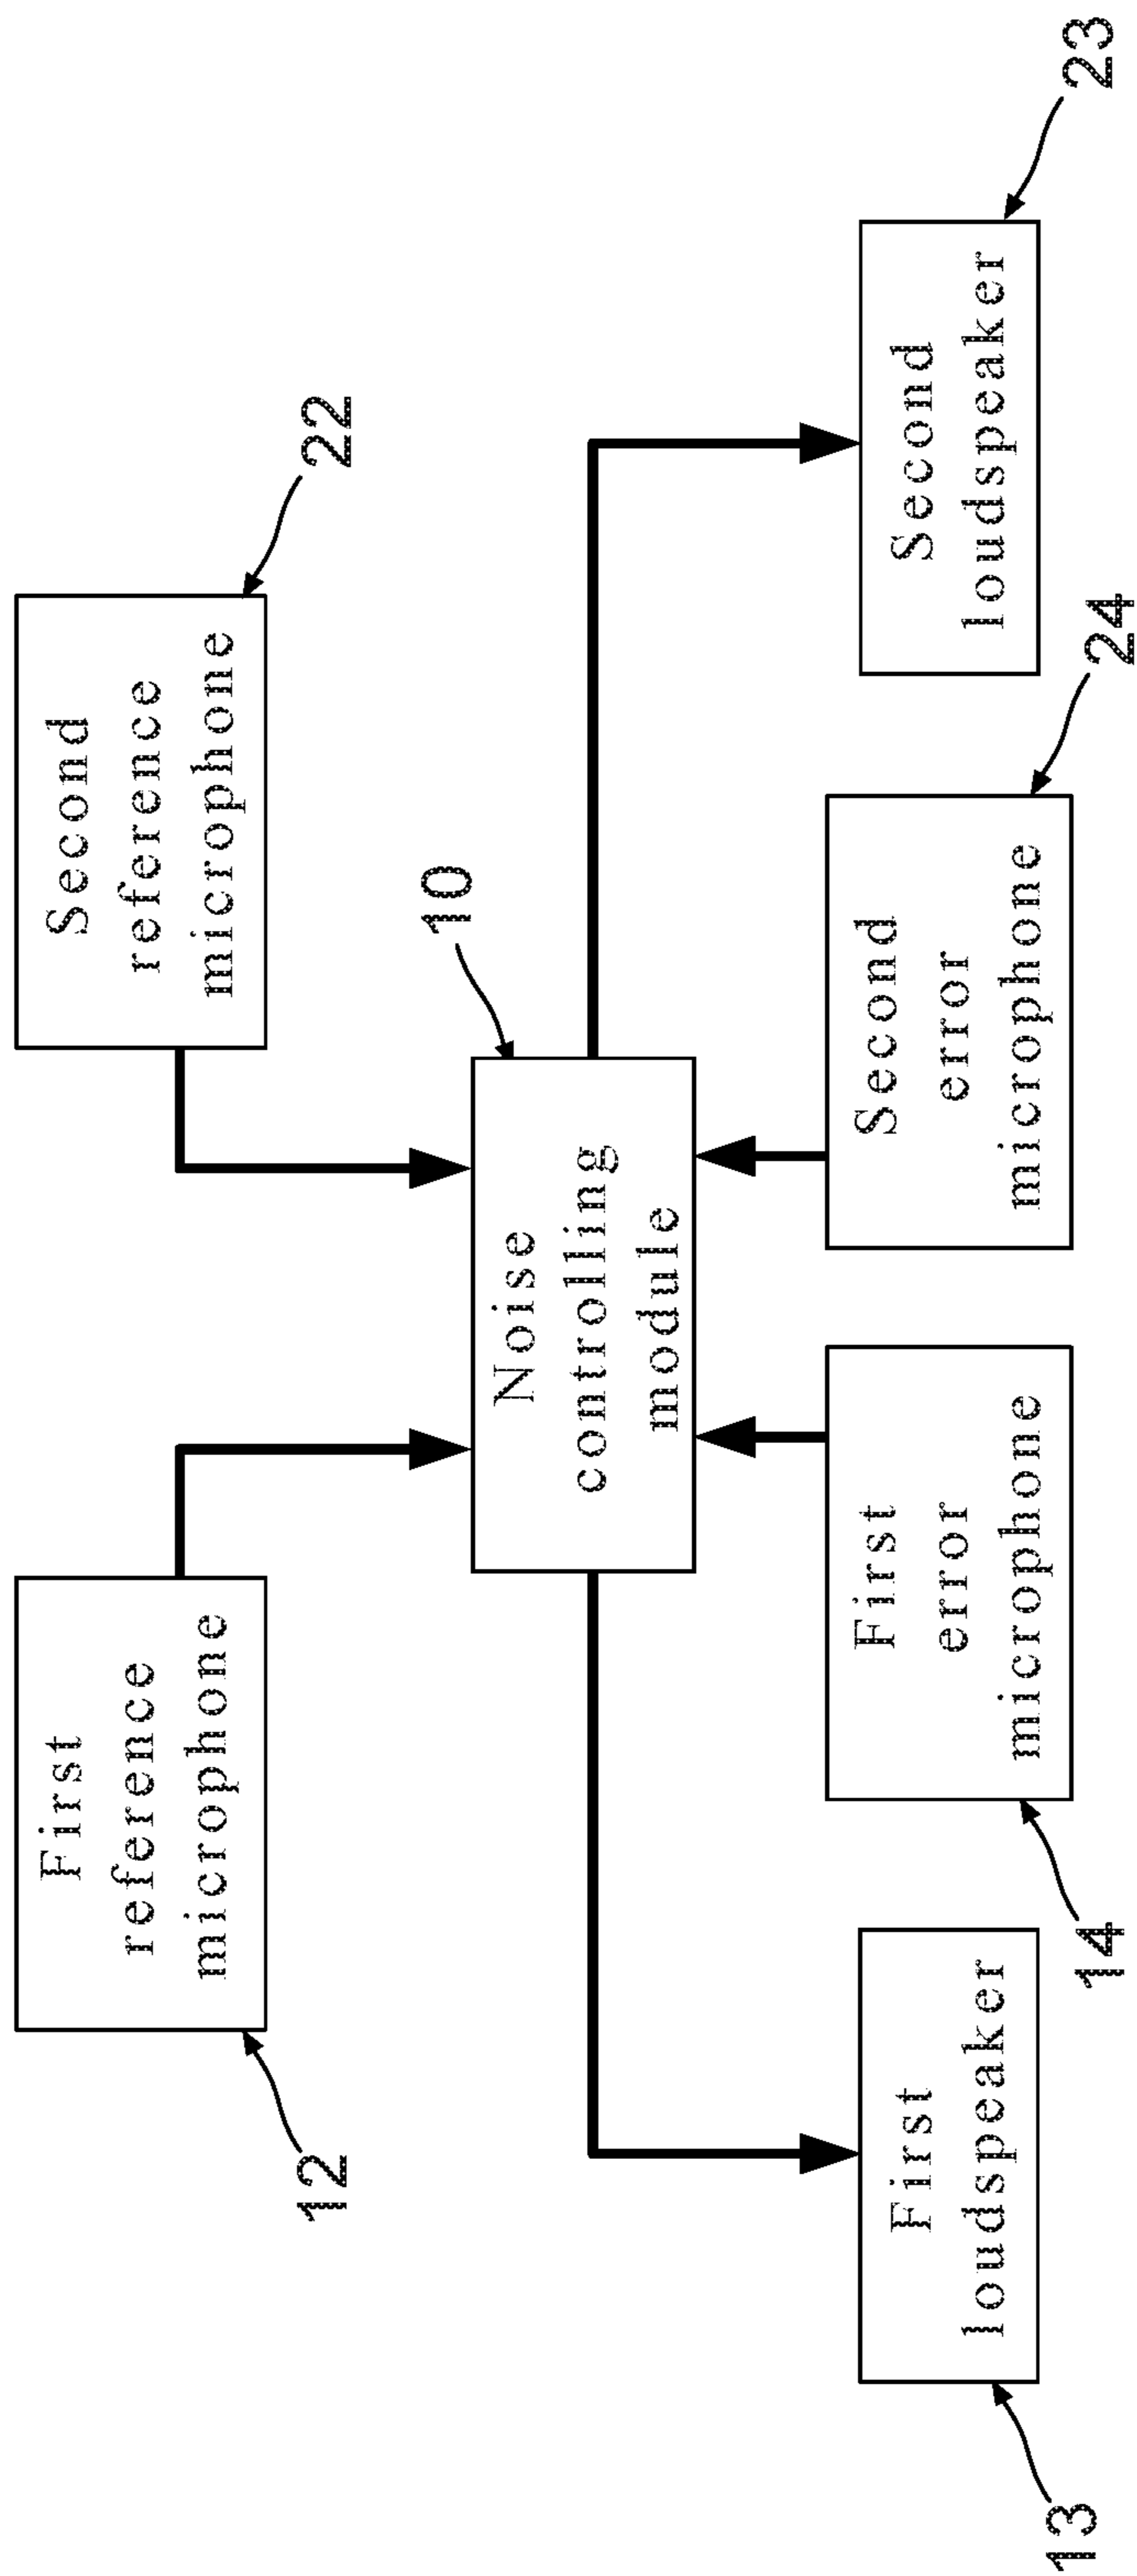 First
reference
microphone
12
Second
reference
microphone
22
Noise
controlling
module
10
First
loudspeaker
13
First
error
microphone
14
Second
error
microphone
24
Second
loudspeaker
23